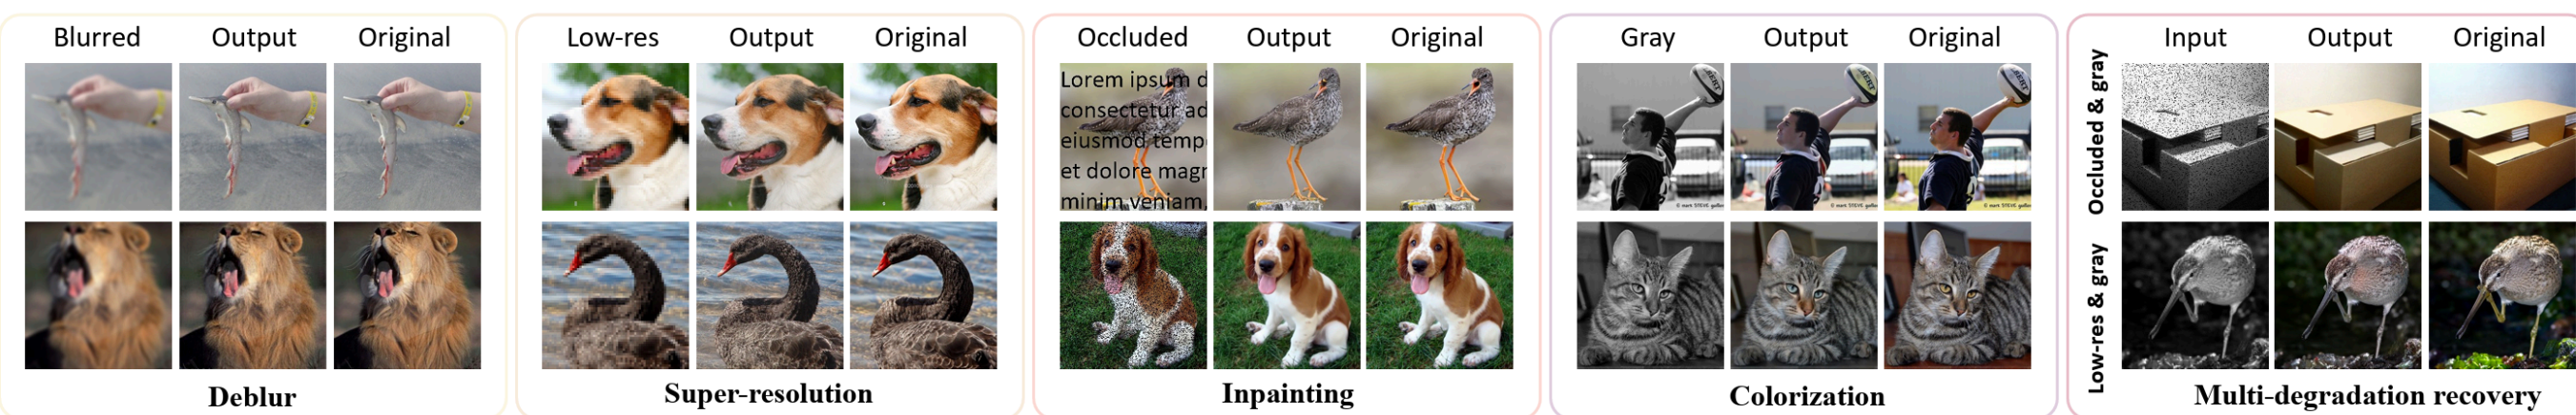 Blurred Output Original
Deblur
Low-res Output Original
Super-resolution
Occluded Output Original
Lorem ipsum d
consectetur ad
eiusmod temp
et dolore magr
minim veniam,
Inpainting
Gray Output Original
Colorization
Input Output Original
Occluded & gray
Low-res & gray
Multi-degradation recovery